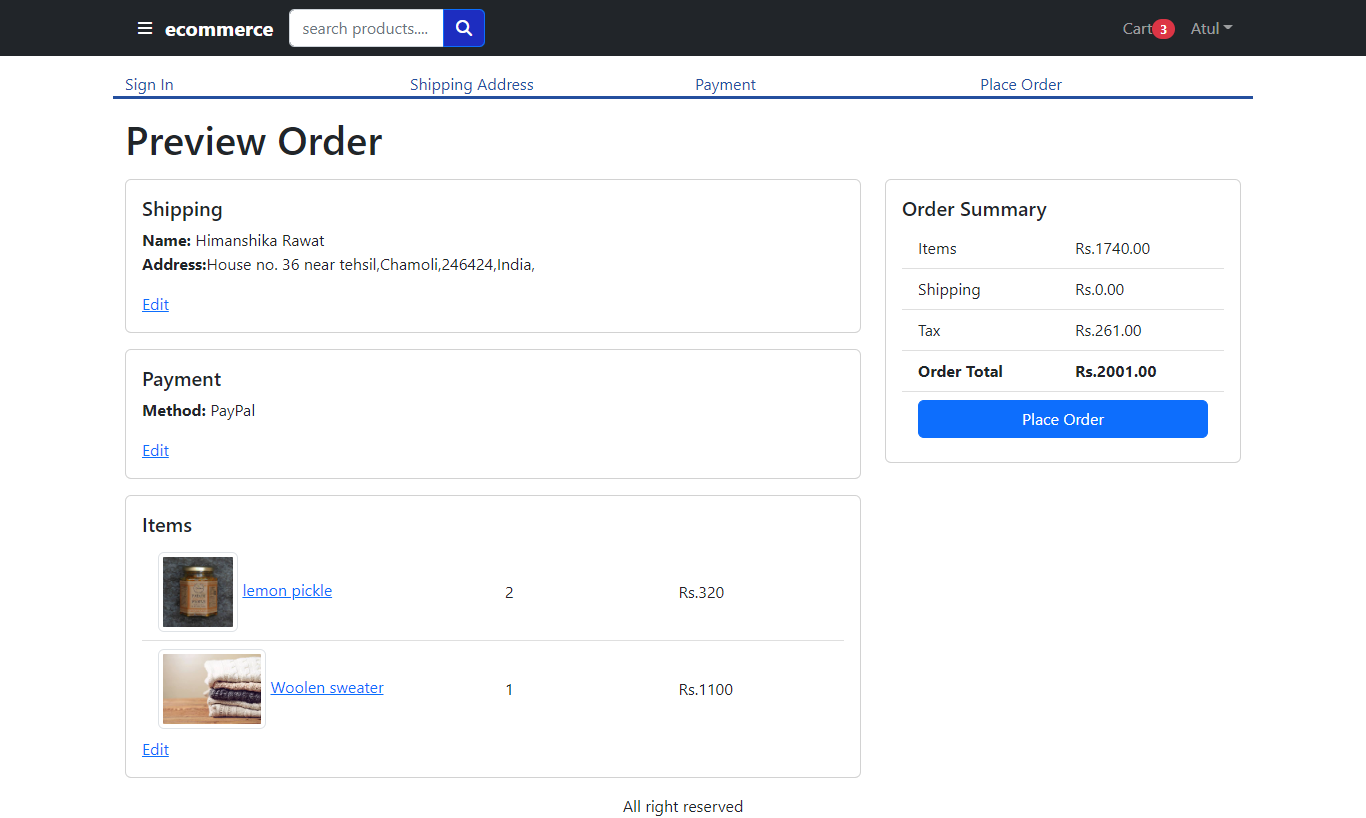 ecommerce search products.... Cart 3 Atul
Sign In Shipping Address Payment Place Order
Preview Order
Shipping
Name: Himanshika Rawat
Address:House no. 36 near tehsil,Chamoli,246424,India,
Edit
Payment
Method: PayPal
Edit
Items
lemon pickle 2 Rs.320
Woolen sweater 1 Rs.1100
Edit
Order Summary
Items Rs.1740.00
Shipping Rs.0.00
Tax Rs.261.00
Order Total Rs.2001.00
Place Order
All right reserved